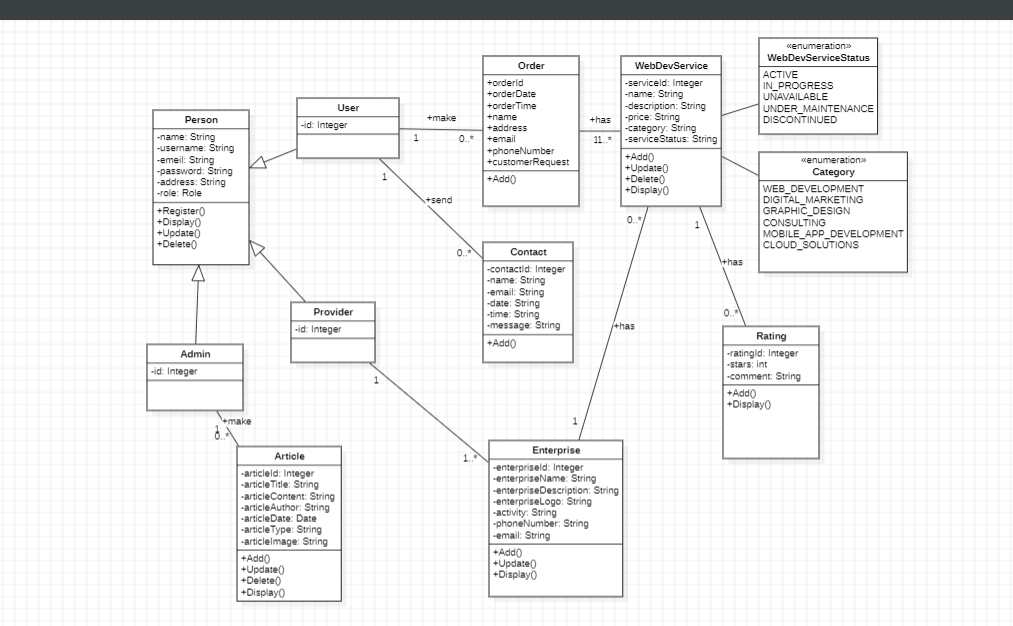 Person
-name: String
-username: String
-emeil: String
-password: String
-address: String
-role: Role
+Register()
+Display()
+Update()
+Delete()
User
-id: Integer
+make
1
0..*
Order
+orderId
+orderDate
+orderTime
+name
+address
+email
+phoneNumber
+customerRequest
+Add()
+has
11..*
WebDevService
-serviceId: Integer
-name: String
-description: String
-price: String
-category: String
-serviceStatus: String
+Add()
+Update()
+Delete()
+Display()
«enumeration»
WebDevServiceStatus
ACTIVE
IN_PROGRESS
UNAVAILABLE
UNDER_MAINTENANCE
DISCONTINUED
«enumeration»
Category
WEB_DEVELOPMENT
DIGITAL_MARKETING
GRAPHIC_DESIGN
CONSULTING
MOBILE_APP_DEVELOPMENT
CLOUD_SOLUTIONS
1
+send
0..*
Contact
-contactId: Integer
-name: String
-email: String
-date: String
-time: String
-message: String
+Add()
0..*
+has
1
1
+has
0..*
Rating
-ratingId: Integer
-stars: int
-comment: String
+Add()
+Display()
Provider
-id: Integer
1
1..*
Admin
-id: Integer
+make
1
0..*
Article
-articleId: Integer
-articleTitle: String
-articleContent: String
-articleAuthor: String
-articleDate: Date
-articleType: String
-articleImage: String
+Add()
+Update()
+Delete()
+Display()
Enterprise
-enterpriseId: Integer
-enterpriseName: String
-enterpriseDescription: String
-enterpriseLogo: String
-activity: String
-phoneNumber: String
-email: String
+Add()
+Update()
+Display()